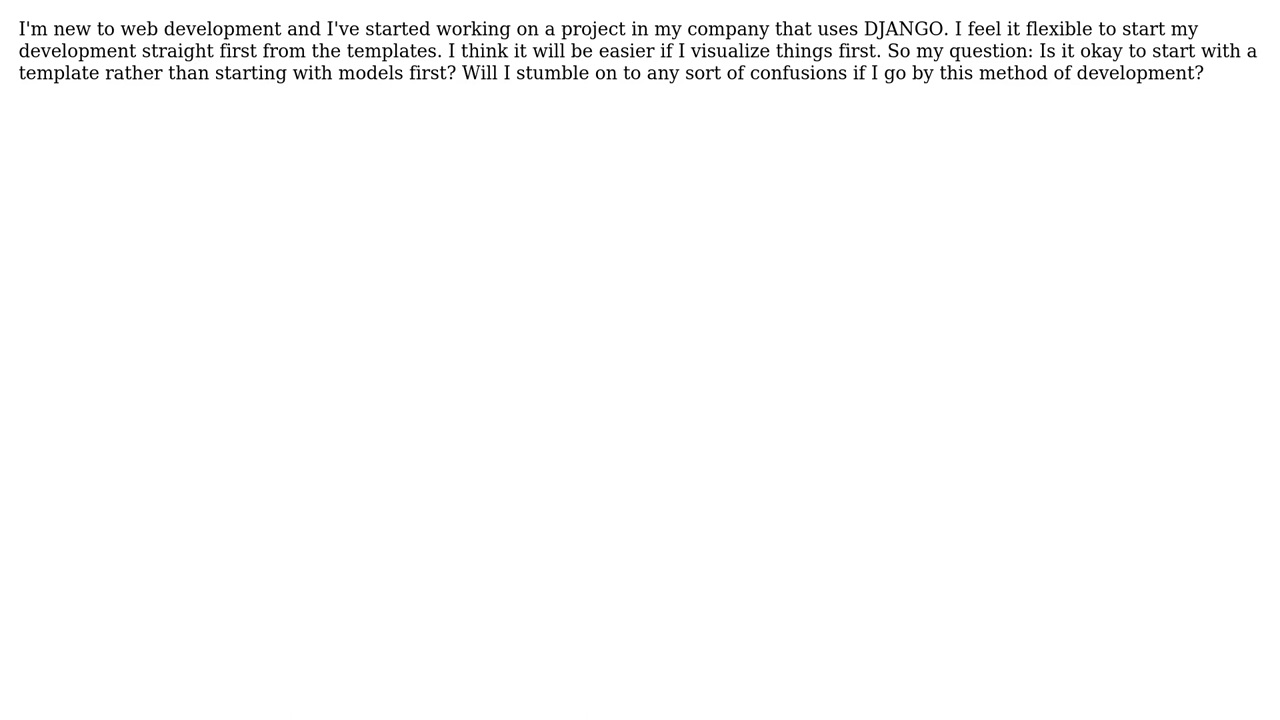 I'm new to web development and I've started working on a project in my company that uses DJANGO. I feel it flexible to start my
development straight first from the templates. I think it will be easier if I visualize things first. So my question: Is it okay to start with a
template rather than starting with models first? Will I stumble on to any sort of confusions if I go by this method of development?